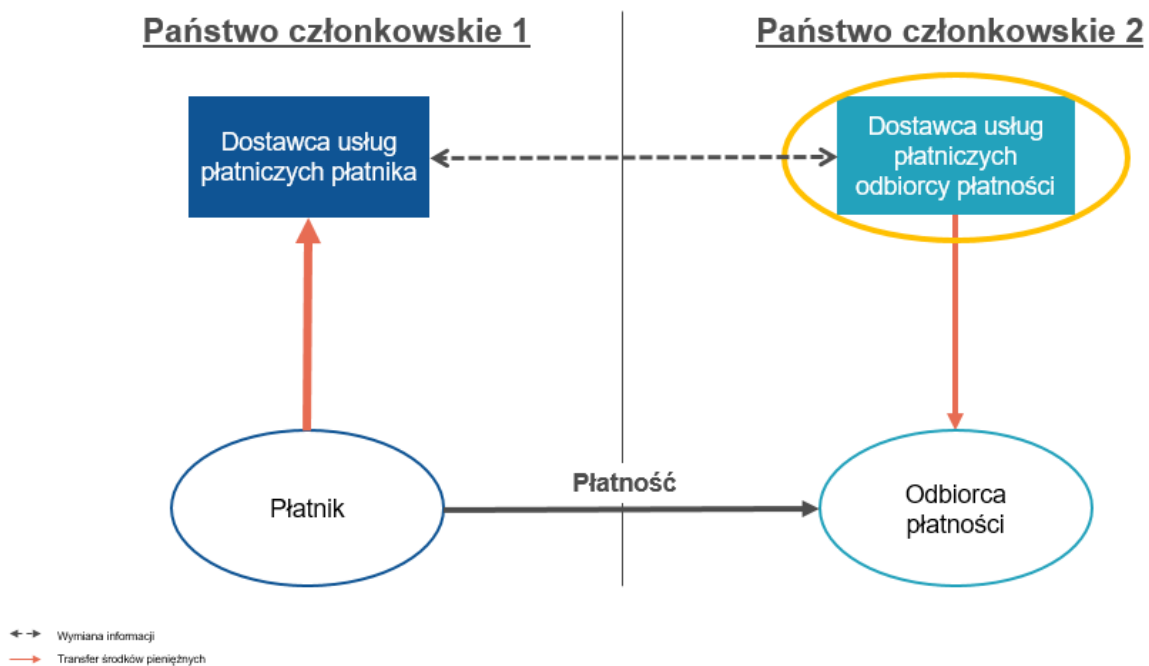 Państwo członkowskie 1
Państwo członkowskie 2
Dostawca usług
płatniczych płatnika
Dostawca usług
płatniczych
odbiorcy płatności
Płatnik
Płatność
Odbiorca
płatności
Wymiana informacji
Transfer środków pieniężnych